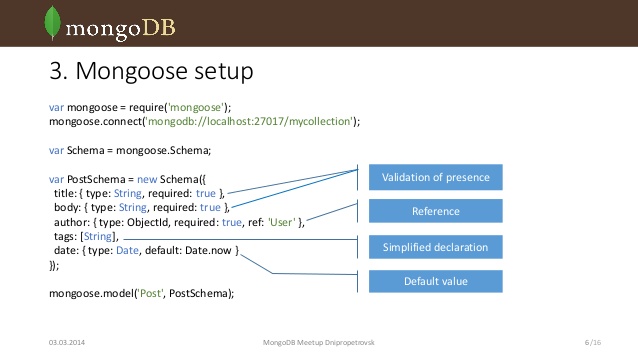 mongoDB
3. Mongoose setup
var mongoose = require('mongoose');
mongoose.connect('mongodb://localhost:27017/mycollection');
var Schema = mongoose.Schema;
var PostSchema = new Schema({
title: { type: String, required: true },
body: { type: String, required: true },
author: { type: ObjectId, required: true, ref: 'User' },
tags: [String],
date: { type: Date, default: Date.now }
});
mongoose.model('Post', PostSchema);
Validation of presence
Reference
Simplified declaration
Default value
03.03.2014
MongoDB Meetup Dnipropetrovsk
6/16